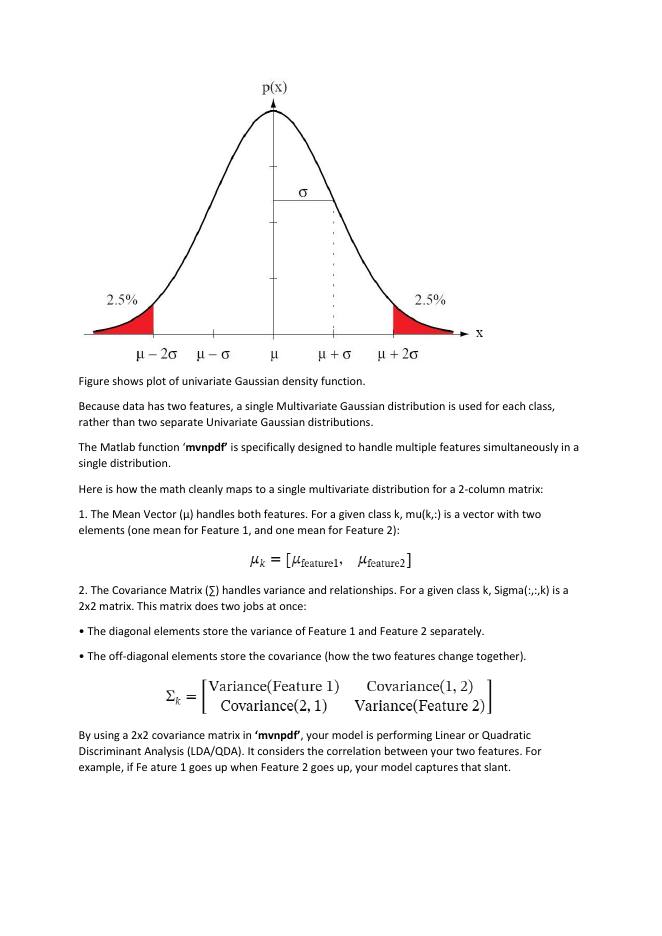 p(x)
σ
2.5%
2.5%
x
μ − 2σ μ − σ μ μ + σ μ + 2σ
Figure shows plot of univariate Gaussian density function.
Because data has two features, a single Multivariate Gaussian distribution is used for each class,
rather than two separate Univariate Gaussian distributions.
The Matlab function ‘mvnpdf’ is specifically designed to handle multiple features simultaneously in a
single distribution.
Here is how the math cleanly maps to a single multivariate distribution for a 2-column matrix:
1. The Mean Vector (μ) handles both features. For a given class k, mu(k,:) is a vector with two
elements (one mean for Feature 1, and one mean for Feature 2):
μk = [μfeature1, μfeature2]
2. The Covariance Matrix (∑) handles variance and relationships. For a given class k, Sigma(:,:,k) is a
2x2 matrix. This matrix does two jobs at once:
• The diagonal elements store the variance of Feature 1 and Feature 2 separately.
• The off-diagonal elements store the covariance (how the two features change together).
Σk = [Variance(Feature 1) Covariance(1, 2)
Covariance(2, 1) Variance(Feature 2)]
By using a 2x2 covariance matrix in ‘mvnpdf’, your model is performing Linear or Quadratic
Discriminant Analysis (LDA/QDA). It considers the correlation between your two features. For
example, if Fe ature 1 goes up when Feature 2 goes up, your model captures that slant.